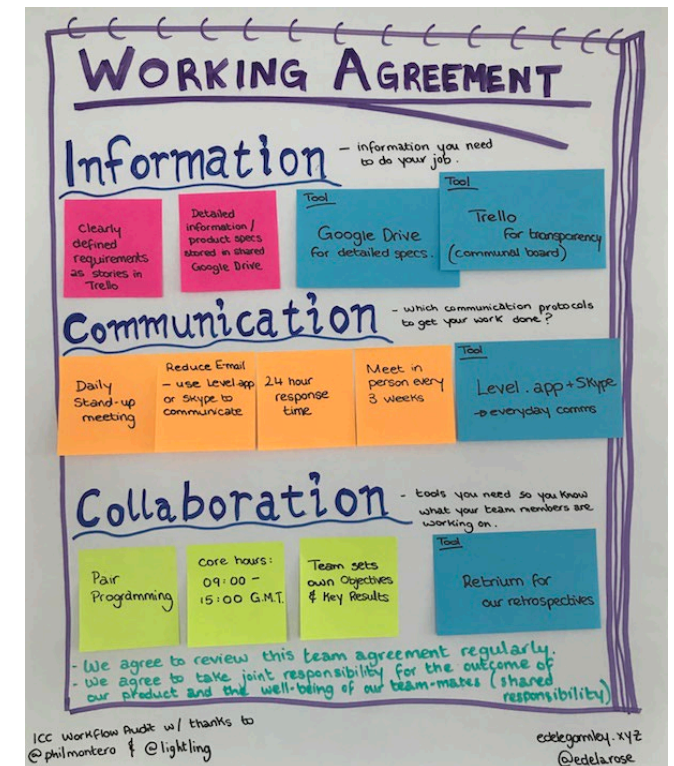 WORKING AGREEMENT
Information
- information you need
to do your job.
Clearly
defined
requirements
as stories in
Trello
Detailed
information /
product specs
stored in shared
Google Drive
Tool
Google Drive
for detailed specs.
Tool
Trello
for transparency
(communal board)
Communication
- which communication protocols
to get your work done?
Daily
Stand-up
meeting
Reduce Email
- use Level.app
or Skype to
communicate
24 hour
response
time
Meet in
person every
3 weeks
Tool
Level.app + Skype
→ everyday comms
Collaboration
- tools you need so you know
what your team members are
working on.
Pair
Programming
Core hours:
09:00 -
15:00 G.M.T.
Team sets
own Objectives
& Key Results
Tool
Retrium for
our retrospectives
- We agree to review this team agreement regularly.
- We agree to take joint responsibility for the outcome of
our product and the well-being of our team-mates (shared
responsibility)
ICC Workflow Audit w/ thanks to
@philmontero & @lightling
edelegormley.xyz
@edelarose